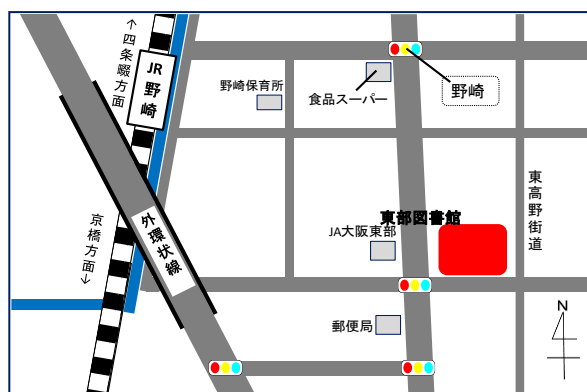 ↑四条畷方面
JR野崎
野崎保育所
食品スーパー
野崎
東高野街道
東部図書館
JA大阪東部
外環状線
京橋方面↓
郵便局
N